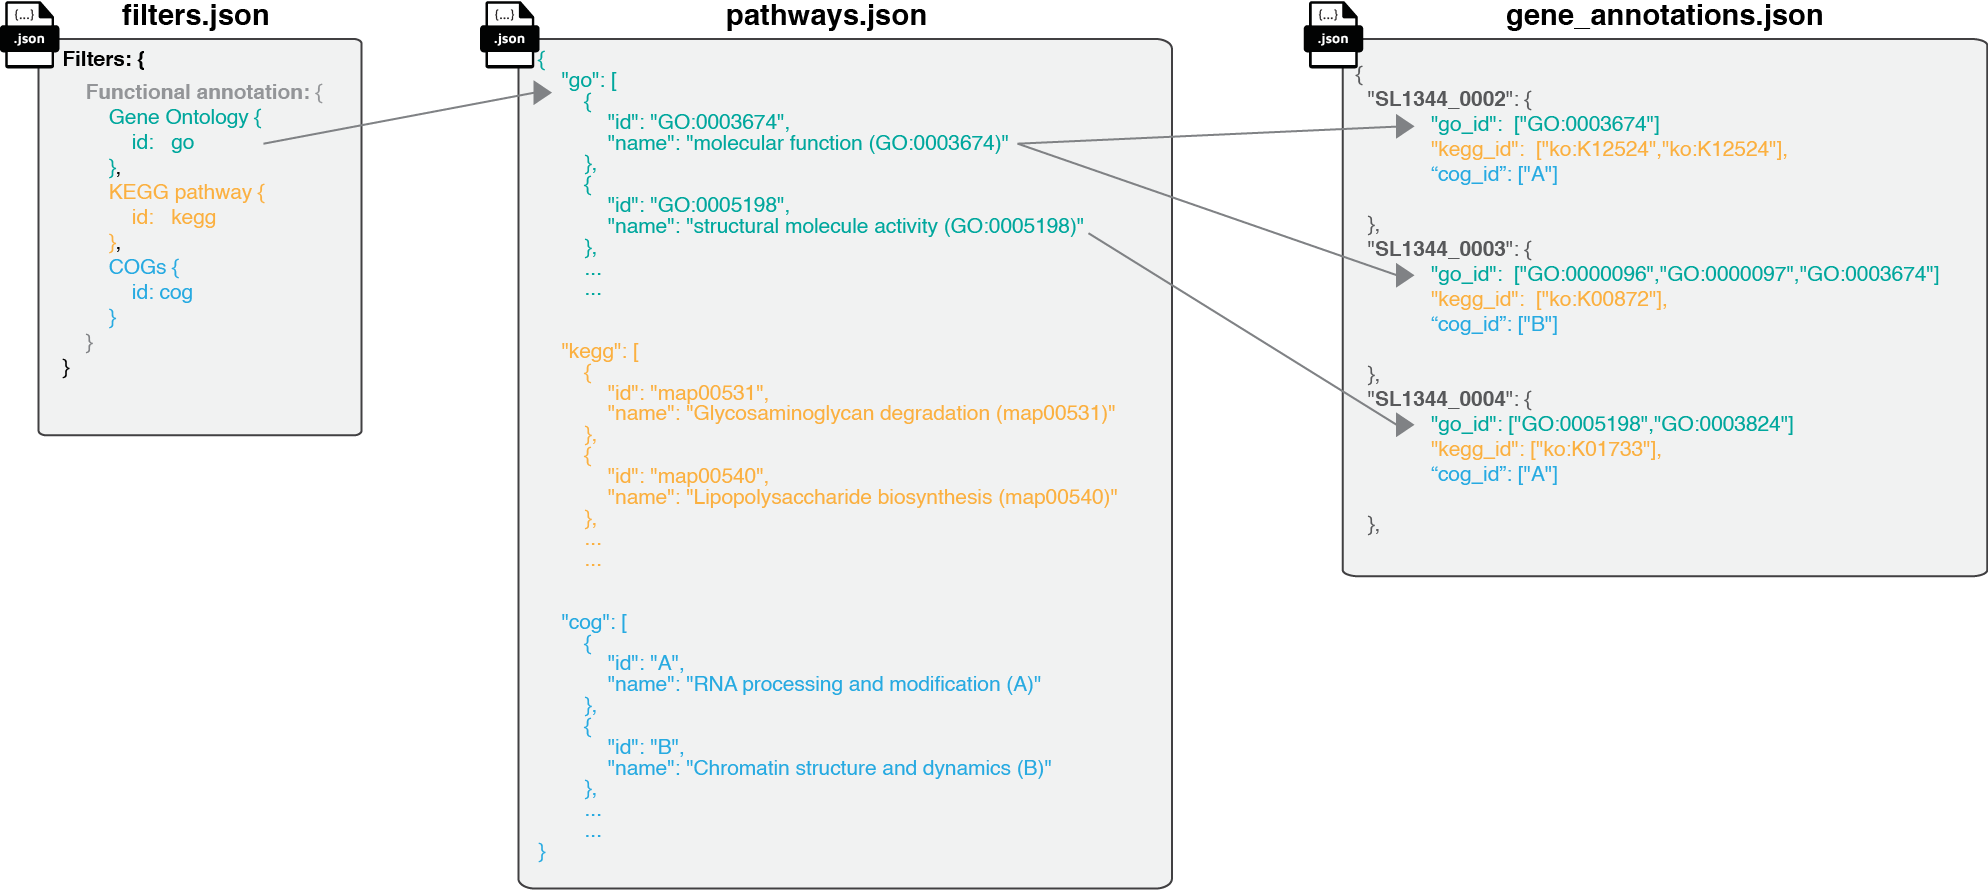 filters.json
{...}
.json
Filters: {
Functional annotation: {
Gene Ontology {
id: go
},
KEGG pathway {
id: kegg
},
COGs {
id: cog
}
}
}
pathways.json
{...}
.json
{
"go": [
{
"id": "GO:0003674",
"name": "molecular function (GO:0003674)"
},
{
"id": "GO:0005198",
"name": "structural molecule activity (GO:0005198)"
},
...
...
"kegg": [
{
"id": "map00531",
"name": "Glycosaminoglycan degradation (map00531)"
},
{
"id": "map00540",
"name": "Lipopolysaccharide biosynthesis (map00540)"
},
...
...
"cog": [
{
"id": "A",
"name": "RNA processing and modification (A)"
},
{
"id": "B",
"name": "Chromatin structure and dynamics (B)"
},
...
...
}
gene_annotations.json
{...}
.json
{
"SL1344_0002": {
"go_id": ["GO:0003674"]
"kegg_id": ["ko:K12524","ko:K12524"],
“cog_id”: ["A"]
},
"SL1344_0003": {
"go_id": ["GO:0000096","GO:0000097","GO:0003674"]
"kegg_id": ["ko:K00872"],
“cog_id”: ["B"]
},
"SL1344_0004": {
"go_id": ["GO:0005198","GO:0003824"]
"kegg_id": ["ko:K01733"],
“cog_id”: ["A"]
},